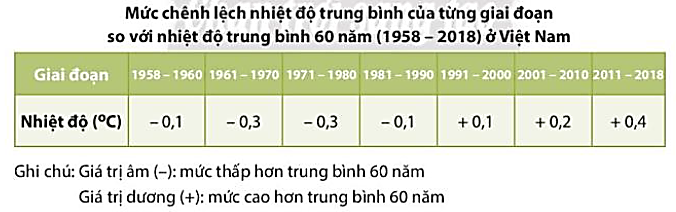 Mức chênh lệch nhiệt độ trung bình của từng giai đoạn
so với nhiệt độ trung bình 60 năm (1958 – 2018) ở Việt Nam
Giai đoạn 1958 – 1960 1961 – 1970 1971 – 1980 1981 – 1990 1991 – 2000 2001 – 2010 2011 – 2018
Nhiệt độ (ºC) – 0,1 – 0,3 – 0,3 – 0,1 + 0,1 + 0,2 + 0,4
Ghi chú: Giá trị âm (–): mức thấp hơn trung bình 60 năm
Giá trị dương (+): mức cao hơn trung bình 60 năm